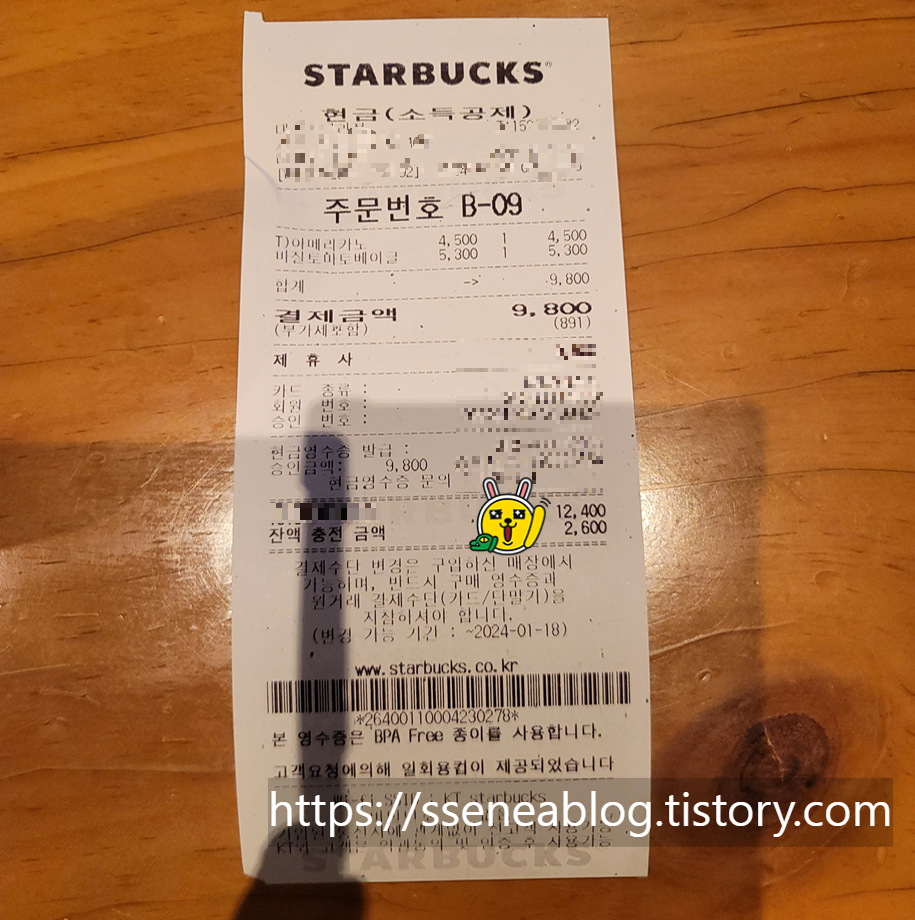 STARBUCKS
현금(소득공제)
주문번호 B-09
T)아메리카노 4,500 1 4,500
바질토마토베이글 5,300 1 5,300
합계 -> 9,800
결제금액 9,800
(부가세포함) (891)
제 휴 사
카드 종류 :
회원 번호 :
승인 번호 :
현금영수증 발급 :
승인금액: 9,800
현금영수증 문의
12,400
잔액 충전 금액 2,600
결제수단 변경은 구입하신 매장에서
가능하며, 반드시 구매 영수증과
원거래 결제수단(카드/단말기)을
지참하셔야 합니다.
(변경 가능 기간 : ~2024-01-18)
www.starbucks.co.kr
*26400110004230278*
본 영수증은 BPA Free 종이를 사용합니다.
고객요청에의해 일회용컵이 제공되었습니다
KT starbucks
https://sseneablog.tistory.com
STARBUCKS